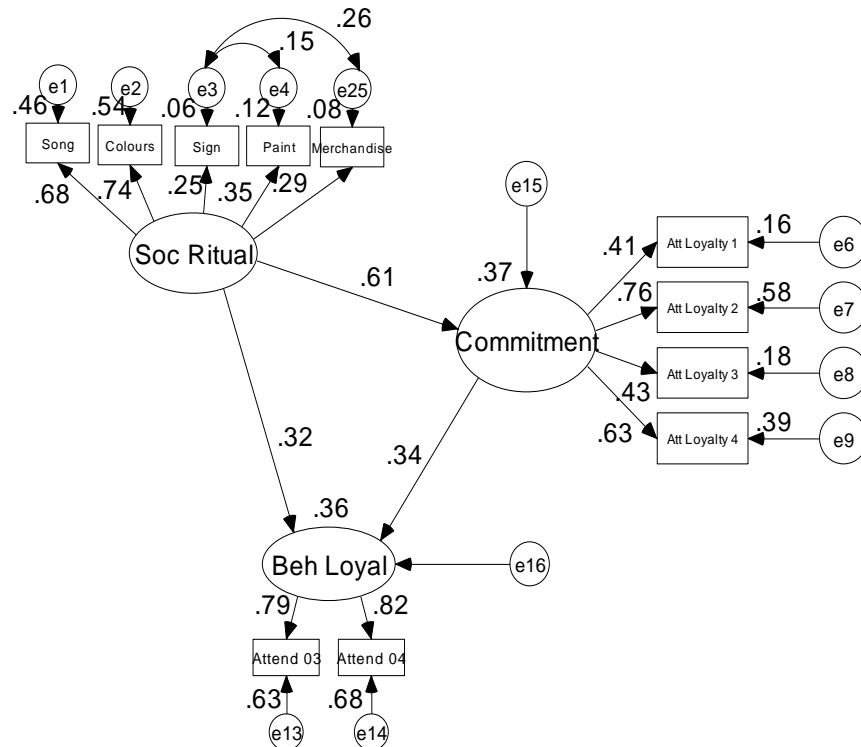 .26
.15
e1
e2
e3
e4
e25
.46
.54
.06
.12
.08
Song
Colours
Sign
Paint
Merchandise
.68
.74
.25
.35
.29
Soc Ritual
e15
.61
.37
Commitment
.41
Att Loyalty 1
.16
e6
.76
Att Loyalty 2
.58
e7
Att Loyalty 3
.18
e8
.43
.63
Att Loyalty 4
.39
e9
.32
.34
.36
Beh Loyal
e16
.79
.82
Attend 03
Attend 04
.63
.68
e13
e14